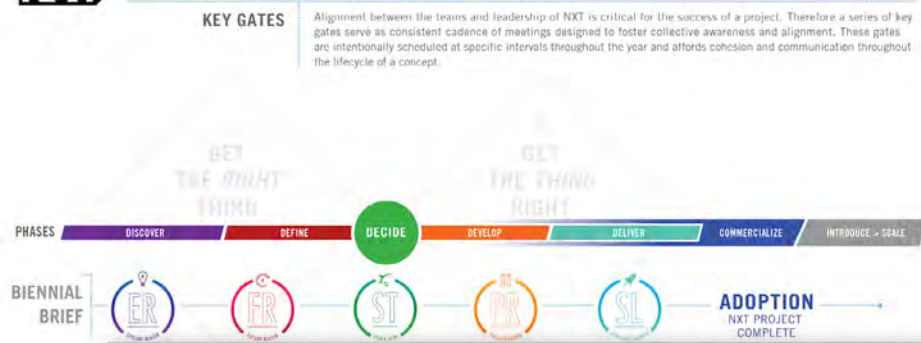 KEY GATES
Alignment between the teams and leadership of NXT is critical for the success of a project. Therefore a series of key
gates serve as consistent cadence of meetings designed to foster collective awareness and alignment. These gates
are intentionally scheduled at specific intervals throughout the year and affords cohesion and communication throughout
the lifecycle of a concept.
GET
THE RIGHT
THING
GET
THE THING
RIGHT
PHASES
DISCOVER
DEFINE
DECIDE
DEVELOP
DELIVER
COMMERCIALIZE
INTRODUCE > SCALE
BIENNIAL
BRIEF
ER
FR
ST
PR
SL
ADOPTION
NXT PROJECT
COMPLETE